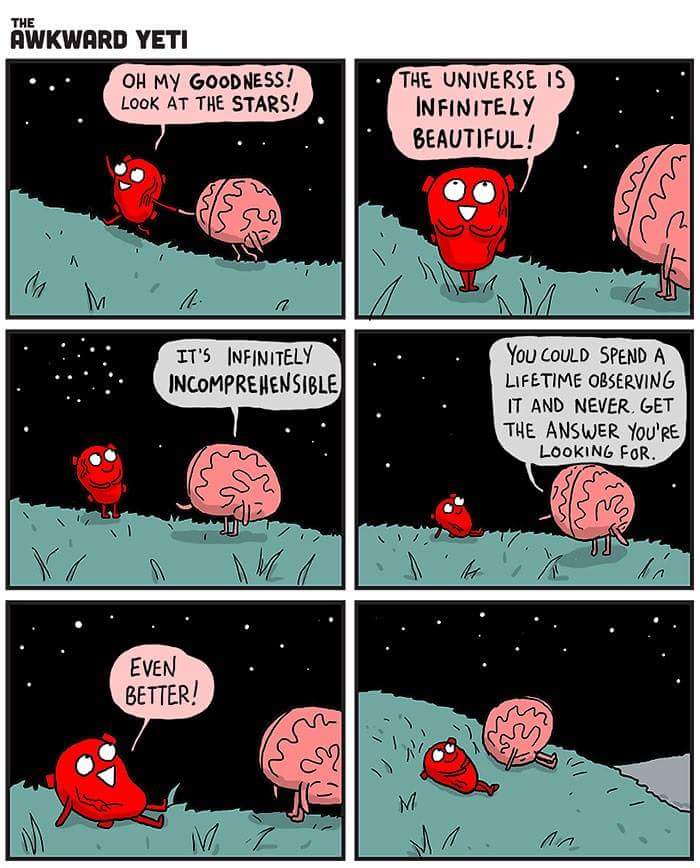 THE
AWKWARD YETI
OH MY GOODNESS!
LOOK AT THE STARS!
THE UNIVERSE IS
INFINITELY
BEAUTIFUL!
IT'S INFINITELY
INCOMPREHENSIBLE
YOU COULD SPEND A
LIFETIME OBSERVING
IT AND NEVER GET
THE ANSWER YOU'RE
LOOKING FOR.
EVEN
BETTER!